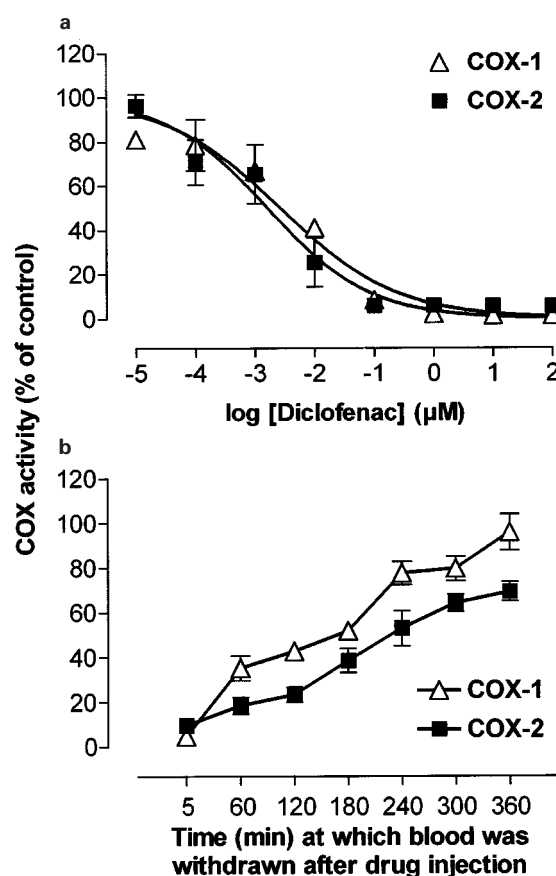 a
120
100
80
60
40
20
0
COX-1
COX-2
-5 -4 -3 -2 -1 0 1 2
log [Diclofenac] (µM)
COX activity (% of control)
b
120
100
80
60
40
20
0
COX-1
COX-2
5 60 120 180 240 300 360
Time (min) at which blood was
withdrawn after drug injection